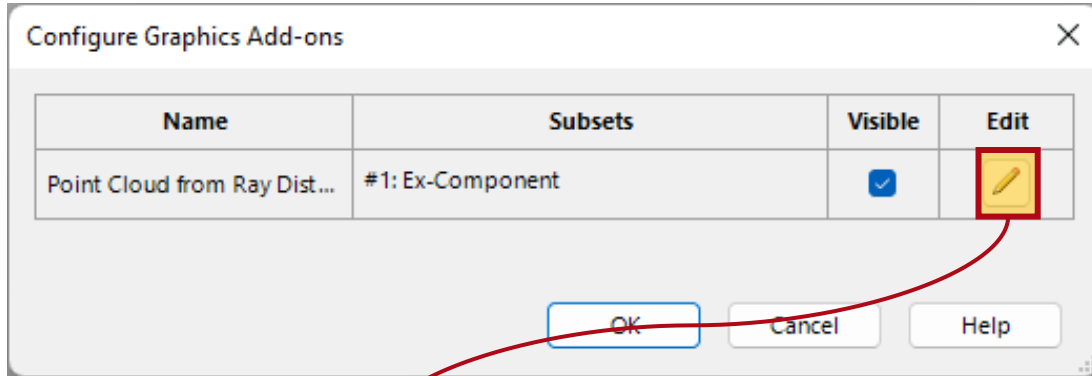 Configure Graphics Add-ons
Name Subsets Visible Edit
Point Cloud from Ray Dist... #1: Ex-Component
OK Cancel Help